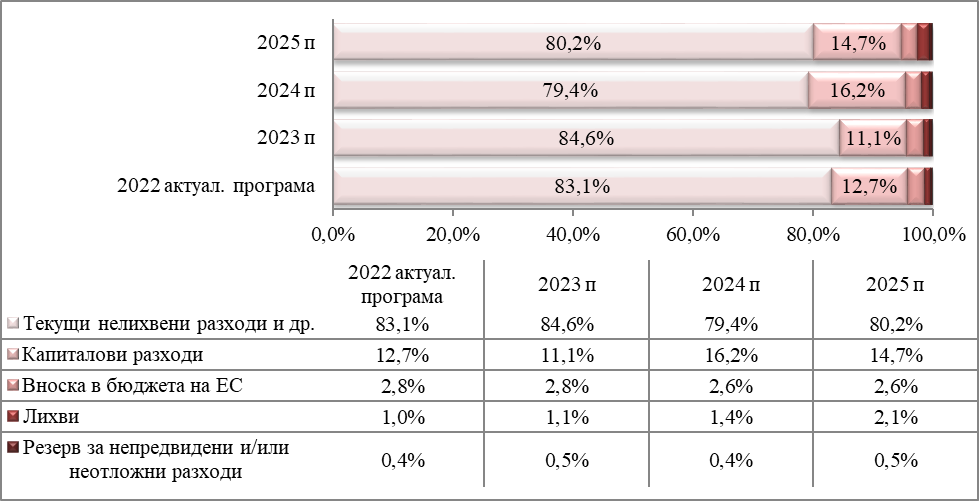 2025 п
80,2%
14,7%
2024 п
79,4%
16,2%
2023 п
84,6%
11,1%
2022 актуал. програма
83,1%
12,7%
0,0% 20,0% 40,0% 60,0% 80,0% 100,0%
2022 актуал.
програма
2023 п 2024 п 2025 п
Текущи нелихвени разходи и др. 83,1% 84,6% 79,4% 80,2%
Капиталови разходи 12,7% 11,1% 16,2% 14,7%
Вноска в бюджета на ЕС 2,8% 2,8% 2,6% 2,6%
Лихви 1,0% 1,1% 1,4% 2,1%
Резерв за непредвидени и/или
неотложни разходи 0,4% 0,5% 0,4% 0,5%